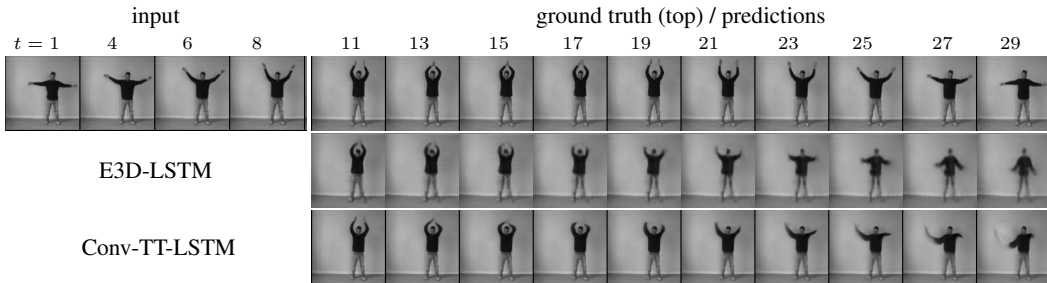 input ground truth (top) / predictions
t = 1 4 6 8 11 13 15 17 19 21 23 25 27 29
E3D-LSTM
Conv-TT-LSTM